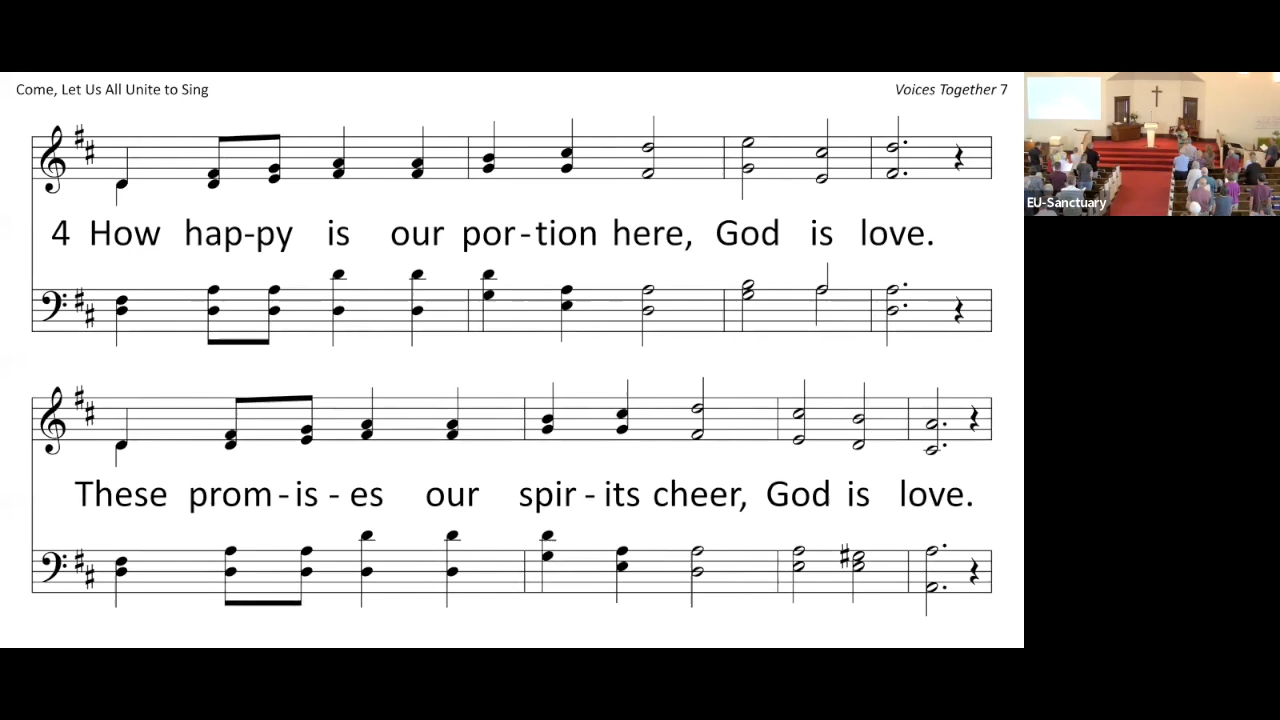 Come, Let Us All Unite to Sing
Voices Together 7
4 How hap-py is our por-tion here, God is love.
These prom-is-es our spir-its cheer, God is love.
EU-Sanctuary